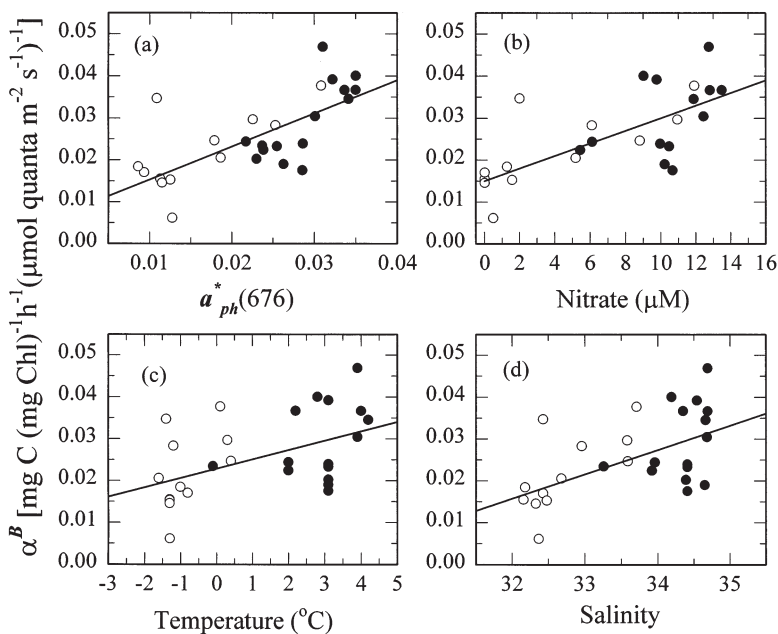 α^B [mg C (mg Chl)^-1 h^-1 (μmol quanta m^-2 s^-1)^-1]
(a)
0.05
0.04
0.03
0.02
0.01
0.00
0.01 0.02 0.03 0.04
a*ph(676)
(b)
0.05
0.04
0.03
0.02
0.01
0.00
0 2 4 6 8 10 12 14 16
Nitrate (μM)
(c)
0.05
0.04
0.03
0.02
0.01
0.00
-3 -2 -1 0 1 2 3 4 5
Temperature (°C)
(d)
0.05
0.04
0.03
0.02
0.01
0.00
32 33 34 35
Salinity